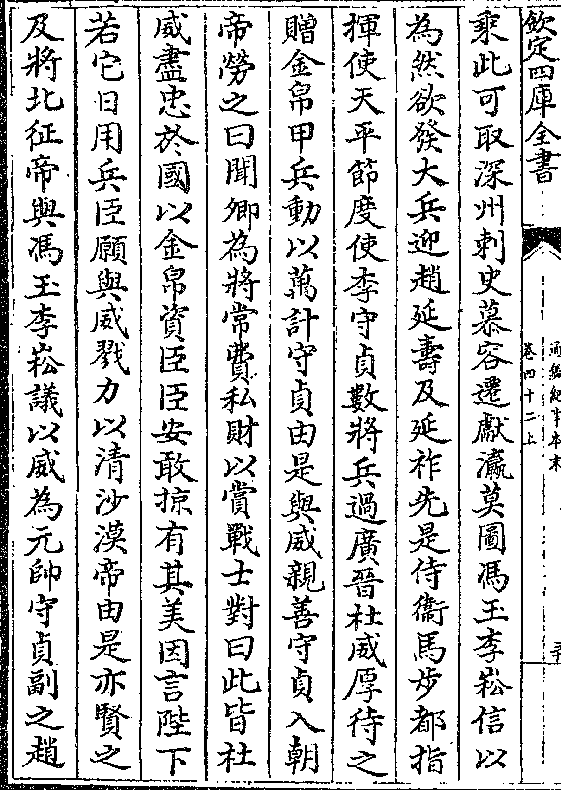 欽定四庫全書
通鑑紀事本末
卷四十二上
乘此可取深州刺史慕容遷獻瀛莫圖馮玉李崧信以
為然欲發大兵迎趙延壽及延祚先是侍衞馬步都指
揮使天平節度使李守貞數將兵過廣晉杜威厚待之
贈金帛甲兵動以萬計守貞由是與威親善守貞入朝
帝勞之曰聞卿為將常費私財以賞戰士對曰此皆杜
威盡忠於國以金帛資臣臣安敢掠有其美因言陛下
若它日用兵臣願與威戮力以清沙漠帝由是亦賢之
及將北征帝與馮玉李崧議以威為元帥守貞副之趙